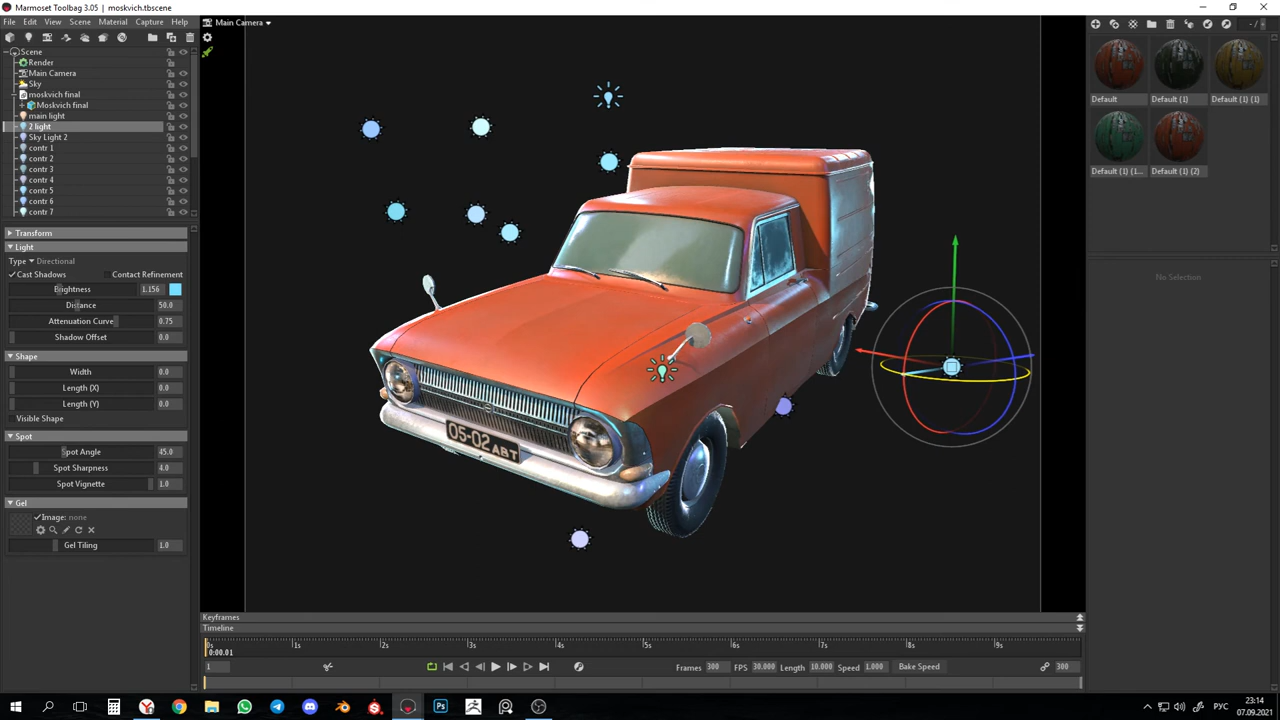 Marmoset Toolbag 3.05 | moskvich.tbscene
File Edit View Scene Material Capture Help
Main Camera
Scene
Render
Main Camera
Sky
moskvich final
Moskvich final
main light
2 light
Sky Light 2
contr 1
contr 2
contr 3
contr 4
contr 5
contr 6
contr 7
Transform
Light
Type Directional
Cast Shadows Contact Refinement
Brightness 1.156
Distance 50.0
Attenuation Curve 0.75
Shadow Offset 0.0
Shape
Width 0.0
Length (X) 0.0
Length (Y) 0.0
Visible Shape
Spot
Spot Angle 45.0
Spot Sharpness 4.0
Spot Vignette 1.0
Gel
Image: none
Gel Tiling 1.0
05-02 АВТ
- / -
Default Default (1) Default (1) (1)
Default (1) (1... Default (1) (2)
No Selection
Keyframes
Timeline
0s 1s 2s 3s 4s 5s 6s 7s 8s 9s
0:00.01
1 Frames 300 FPS 30.000 Length 10.000 Speed 1.000 Bake Speed 300
РУС
23:14
07.09.2021